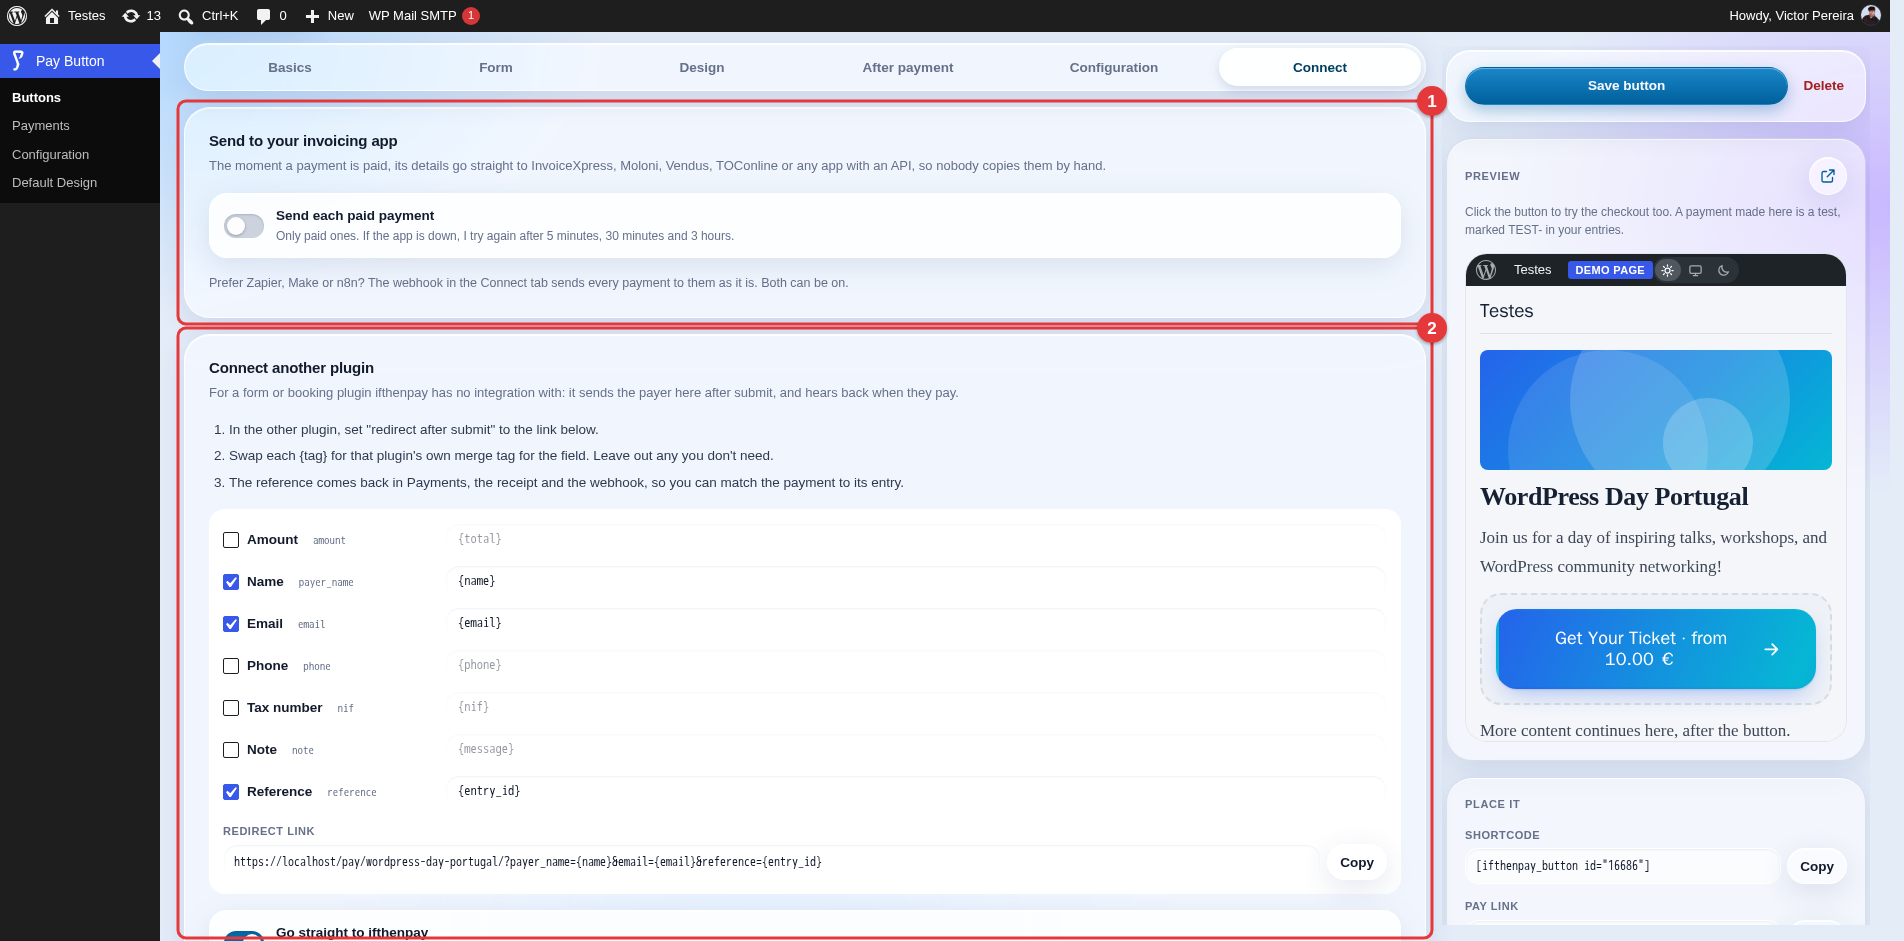 Testes 13 Ctrl+K 0 New WP Mail SMTP 1 Howdy, Victor Pereira
Pay Button
Buttons
Payments
Configuration
Default Design
Basics Form Design After payment Configuration Connect
1
Send to your invoicing app
The moment a payment is paid, its details go straight to InvoiceXpress, Moloni, Vendus, TOConline or any app with an API, so nobody copies them by hand.
Send each paid payment
Only paid ones. If the app is down, I try again after 5 minutes, 30 minutes and 3 hours.
Prefer Zapier, Make or n8n? The webhook in the Connect tab sends every payment to them as it is. Both can be on.
2
Connect another plugin
For a form or booking plugin ifthenpay has no integration with: it sends the payer here after submit, and hears back when they pay.
1. In the other plugin, set "redirect after submit" to the link below.
2. Swap each {tag} for that plugin's own merge tag for the field. Leave out any you don't need.
3. The reference comes back in Payments, the receipt and the webhook, so you can match the payment to its entry.
Amount amount {total}
Name payer_name {name}
Email email {email}
Phone phone {phone}
Tax number nif {nif}
Note note {message}
Reference reference {entry_id}
REDIRECT LINK
https://localhost/pay/wordpress-day-portugal/?payer_name={name}&email={email}&reference={entry_id} Copy
Go straight to ifthenpay
Save button Delete
PREVIEW
Click the button to try the checkout too. A payment made here is a test,
marked TEST- in your entries.
Testes DEMO PAGE
Testes
WordPress Day Portugal
Join us for a day of inspiring talks, workshops, and
WordPress community networking!
Get Your Ticket · from
10.00 €
More content continues here, after the button.
PLACE IT
SHORTCODE
[ifthenpay_button id="16686"] Copy
PAY LINK